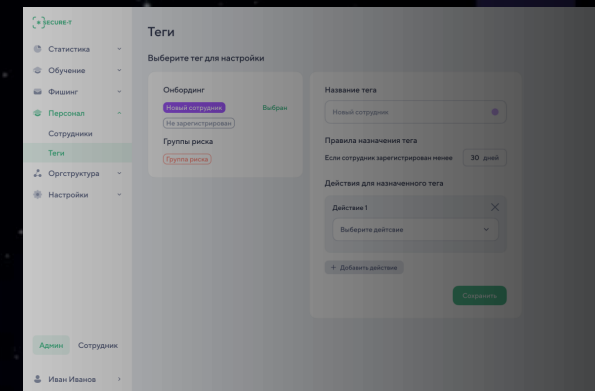 SECURE-T
Статистика
Обучение
Фишинг
Персонал
Сотрудники
Теги
Оргструктура
Настройки
Админ Сотрудник
Иван Иванов
Теги
Выберите тег для настройки
Онбординг
Новый сотрудник Выбран
Не зарегистрирован
Группы риска
Группа риска
Название тега
Новый сотрудник
Правила назначения тега
Если сотрудник зарегистрирован менее 30 дней
Действия для назначенного тега
Действие 1
Выберите дейтсвие
+ Добавить действие
Сохранить